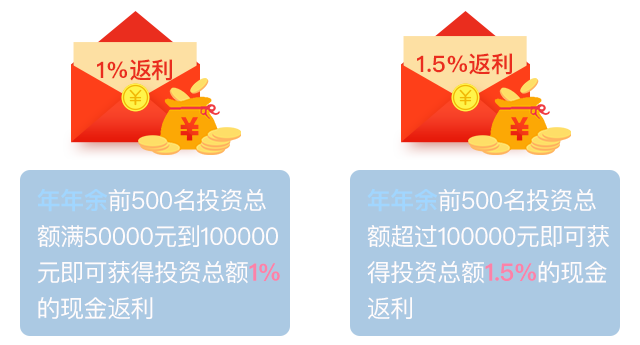 1%返利
年年余前500名投资总
额满50000元到100000
元即可获得投资总额1%
的现金返利
1.5%返利
年年余前500名投资总
额超过100000元即可获
得投资总额1.5%的现金
返利